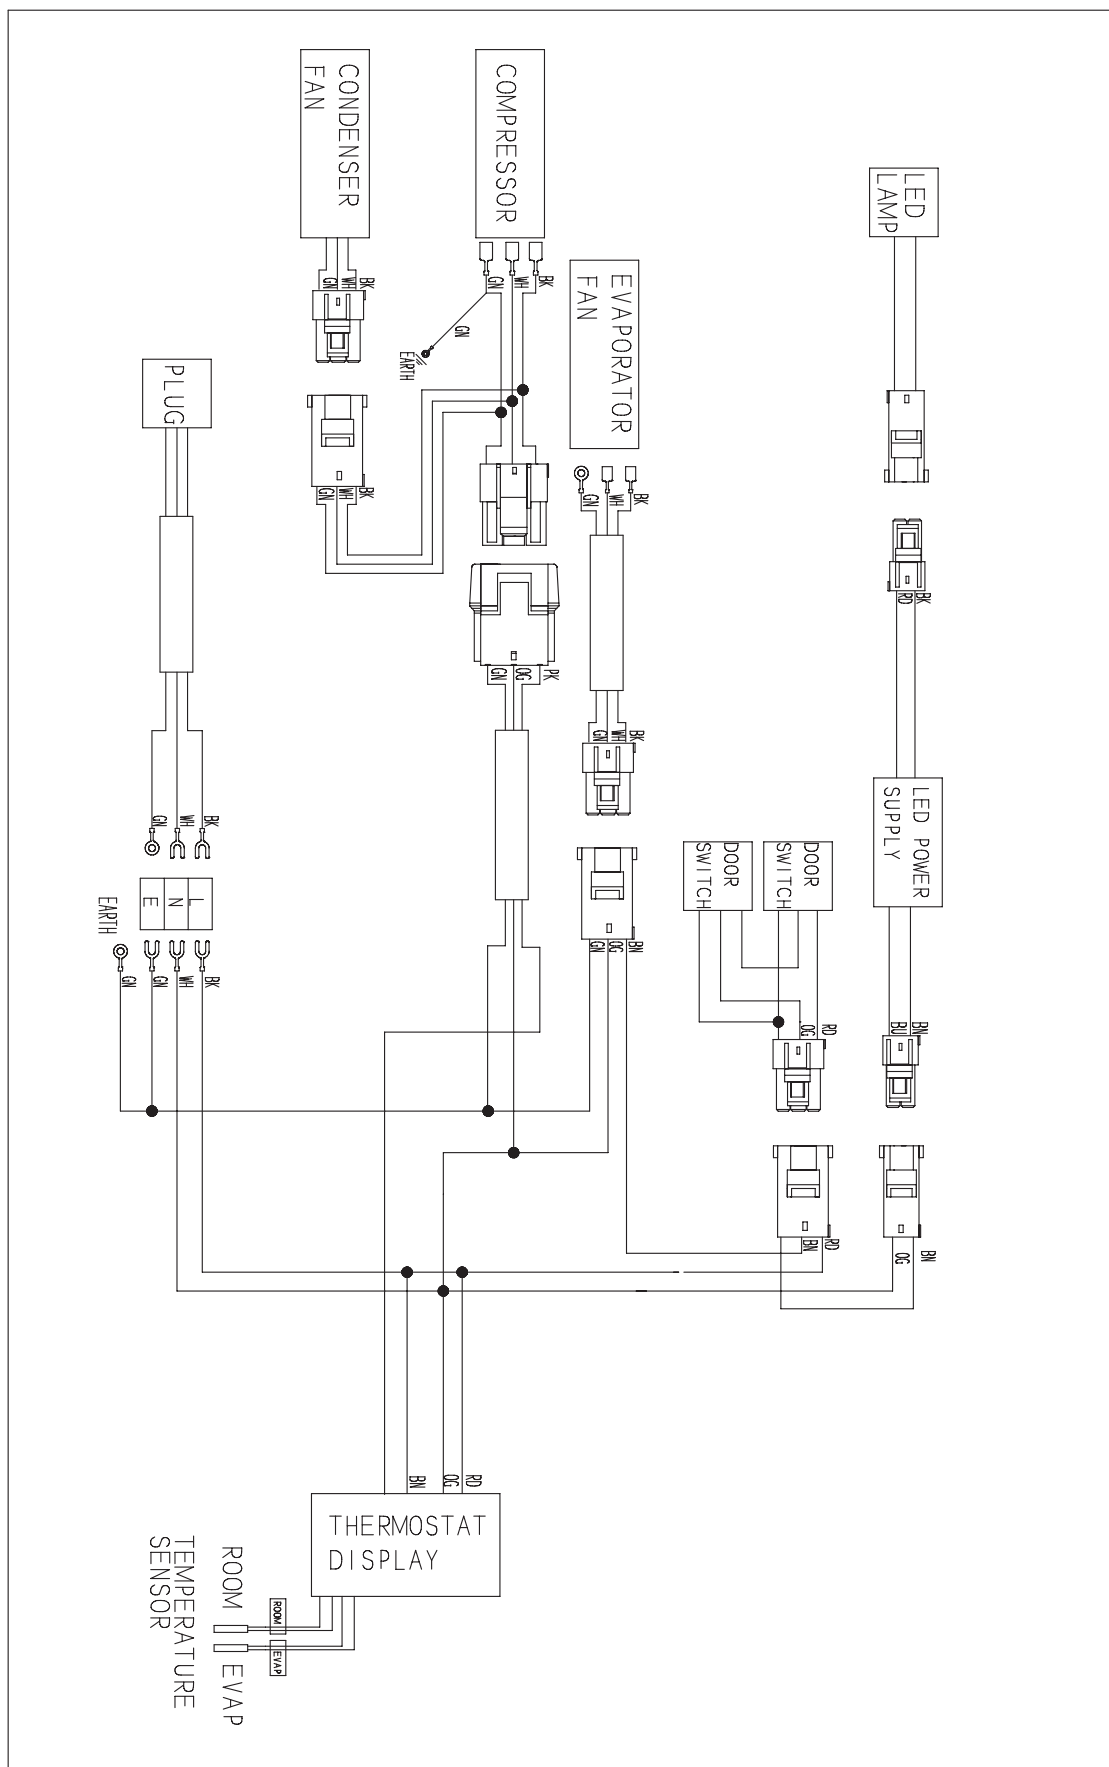 CONDENSER
FAN
BK
WH
GN
BK
WH
GN
COMPRESSOR
BK
WH
GN
GN
EARTH
PK
OG
GN
EVAPORATOR
FAN
BK
WH
GN
BK
WH
GN
BN
OG
GN
LED
LAMP
BK
RD
LED POWER
SUPPLY
BN
BU
BN
OG
DOOR
SWITCH
DOOR
SWITCH
RD
OG
RD
BN
PLUG
BK
WH
GN
L
N
E
EARTH
BK
WH
GN
GN
BN
OG
RD
THERMOSTAT
DISPLAY
ROOM
EVAP
ROOM
EVAP
TEMPERATURE
SENSOR